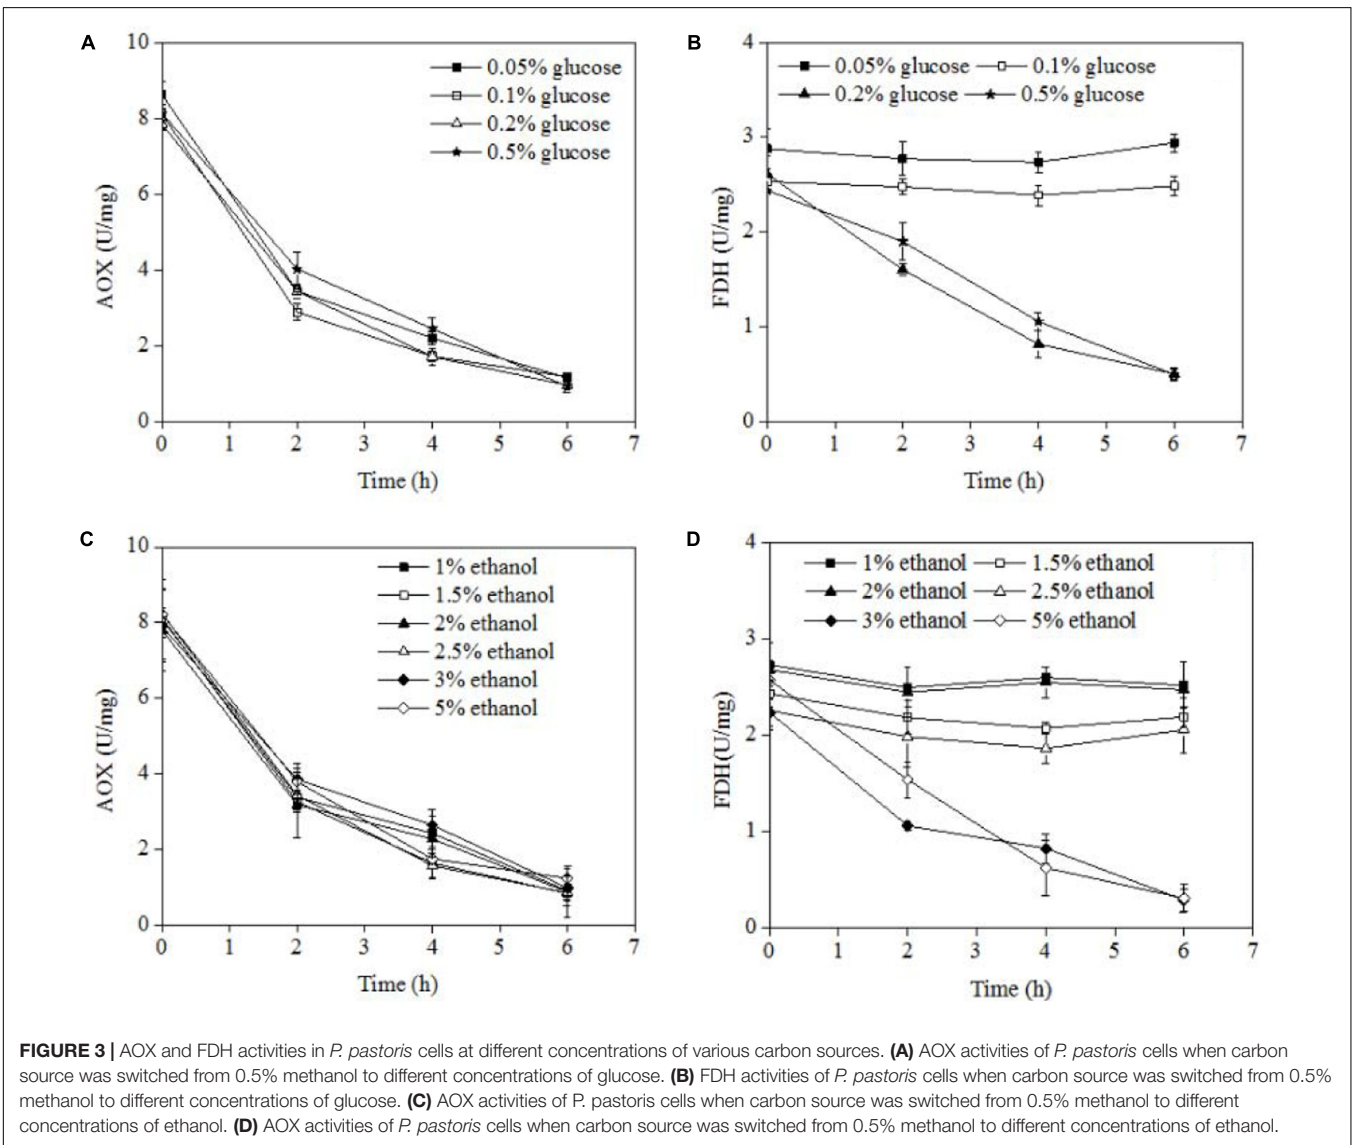 A
10
8
6
4
2
0
AOX (U/mg)
0 1 2 3 4 5 6 7
Time (h)
0.05% glucose
0.1% glucose
0.2% glucose
0.5% glucose
B
4
3
2
1
0
FDH (U/mg)
0 1 2 3 4 5 6 7
Time (h)
0.05% glucose 0.1% glucose
0.2% glucose 0.5% glucose
C
10
8
6
4
2
0
AOX (U/mg)
0 1 2 3 4 5 6 7
Time (h)
1% ethanol
1.5% ethanol
2% ethanol
2.5% ethanol
3% ethanol
5% ethanol
D
4
3
2
1
0
FDH(U/mg)
0 1 2 3 4 5 6 7
Time (h)
1% ethanol 1.5% ethanol
2% ethanol 2.5% ethanol
3% ethanol 5% ethanol
FIGURE 3 | AOX and FDH activities in P. pastoris cells at different concentrations of various carbon sources. (A) AOX activities of P. pastoris cells when carbon
source was switched from 0.5% methanol to different concentrations of glucose. (B) FDH activities of P. pastoris cells when carbon source was switched from 0.5%
methanol to different concentrations of glucose. (C) AOX activities of P. pastoris cells when carbon source was switched from 0.5% methanol to different
concentrations of ethanol. (D) AOX activities of P. pastoris cells when carbon source was switched from 0.5% methanol to different concentrations of ethanol.